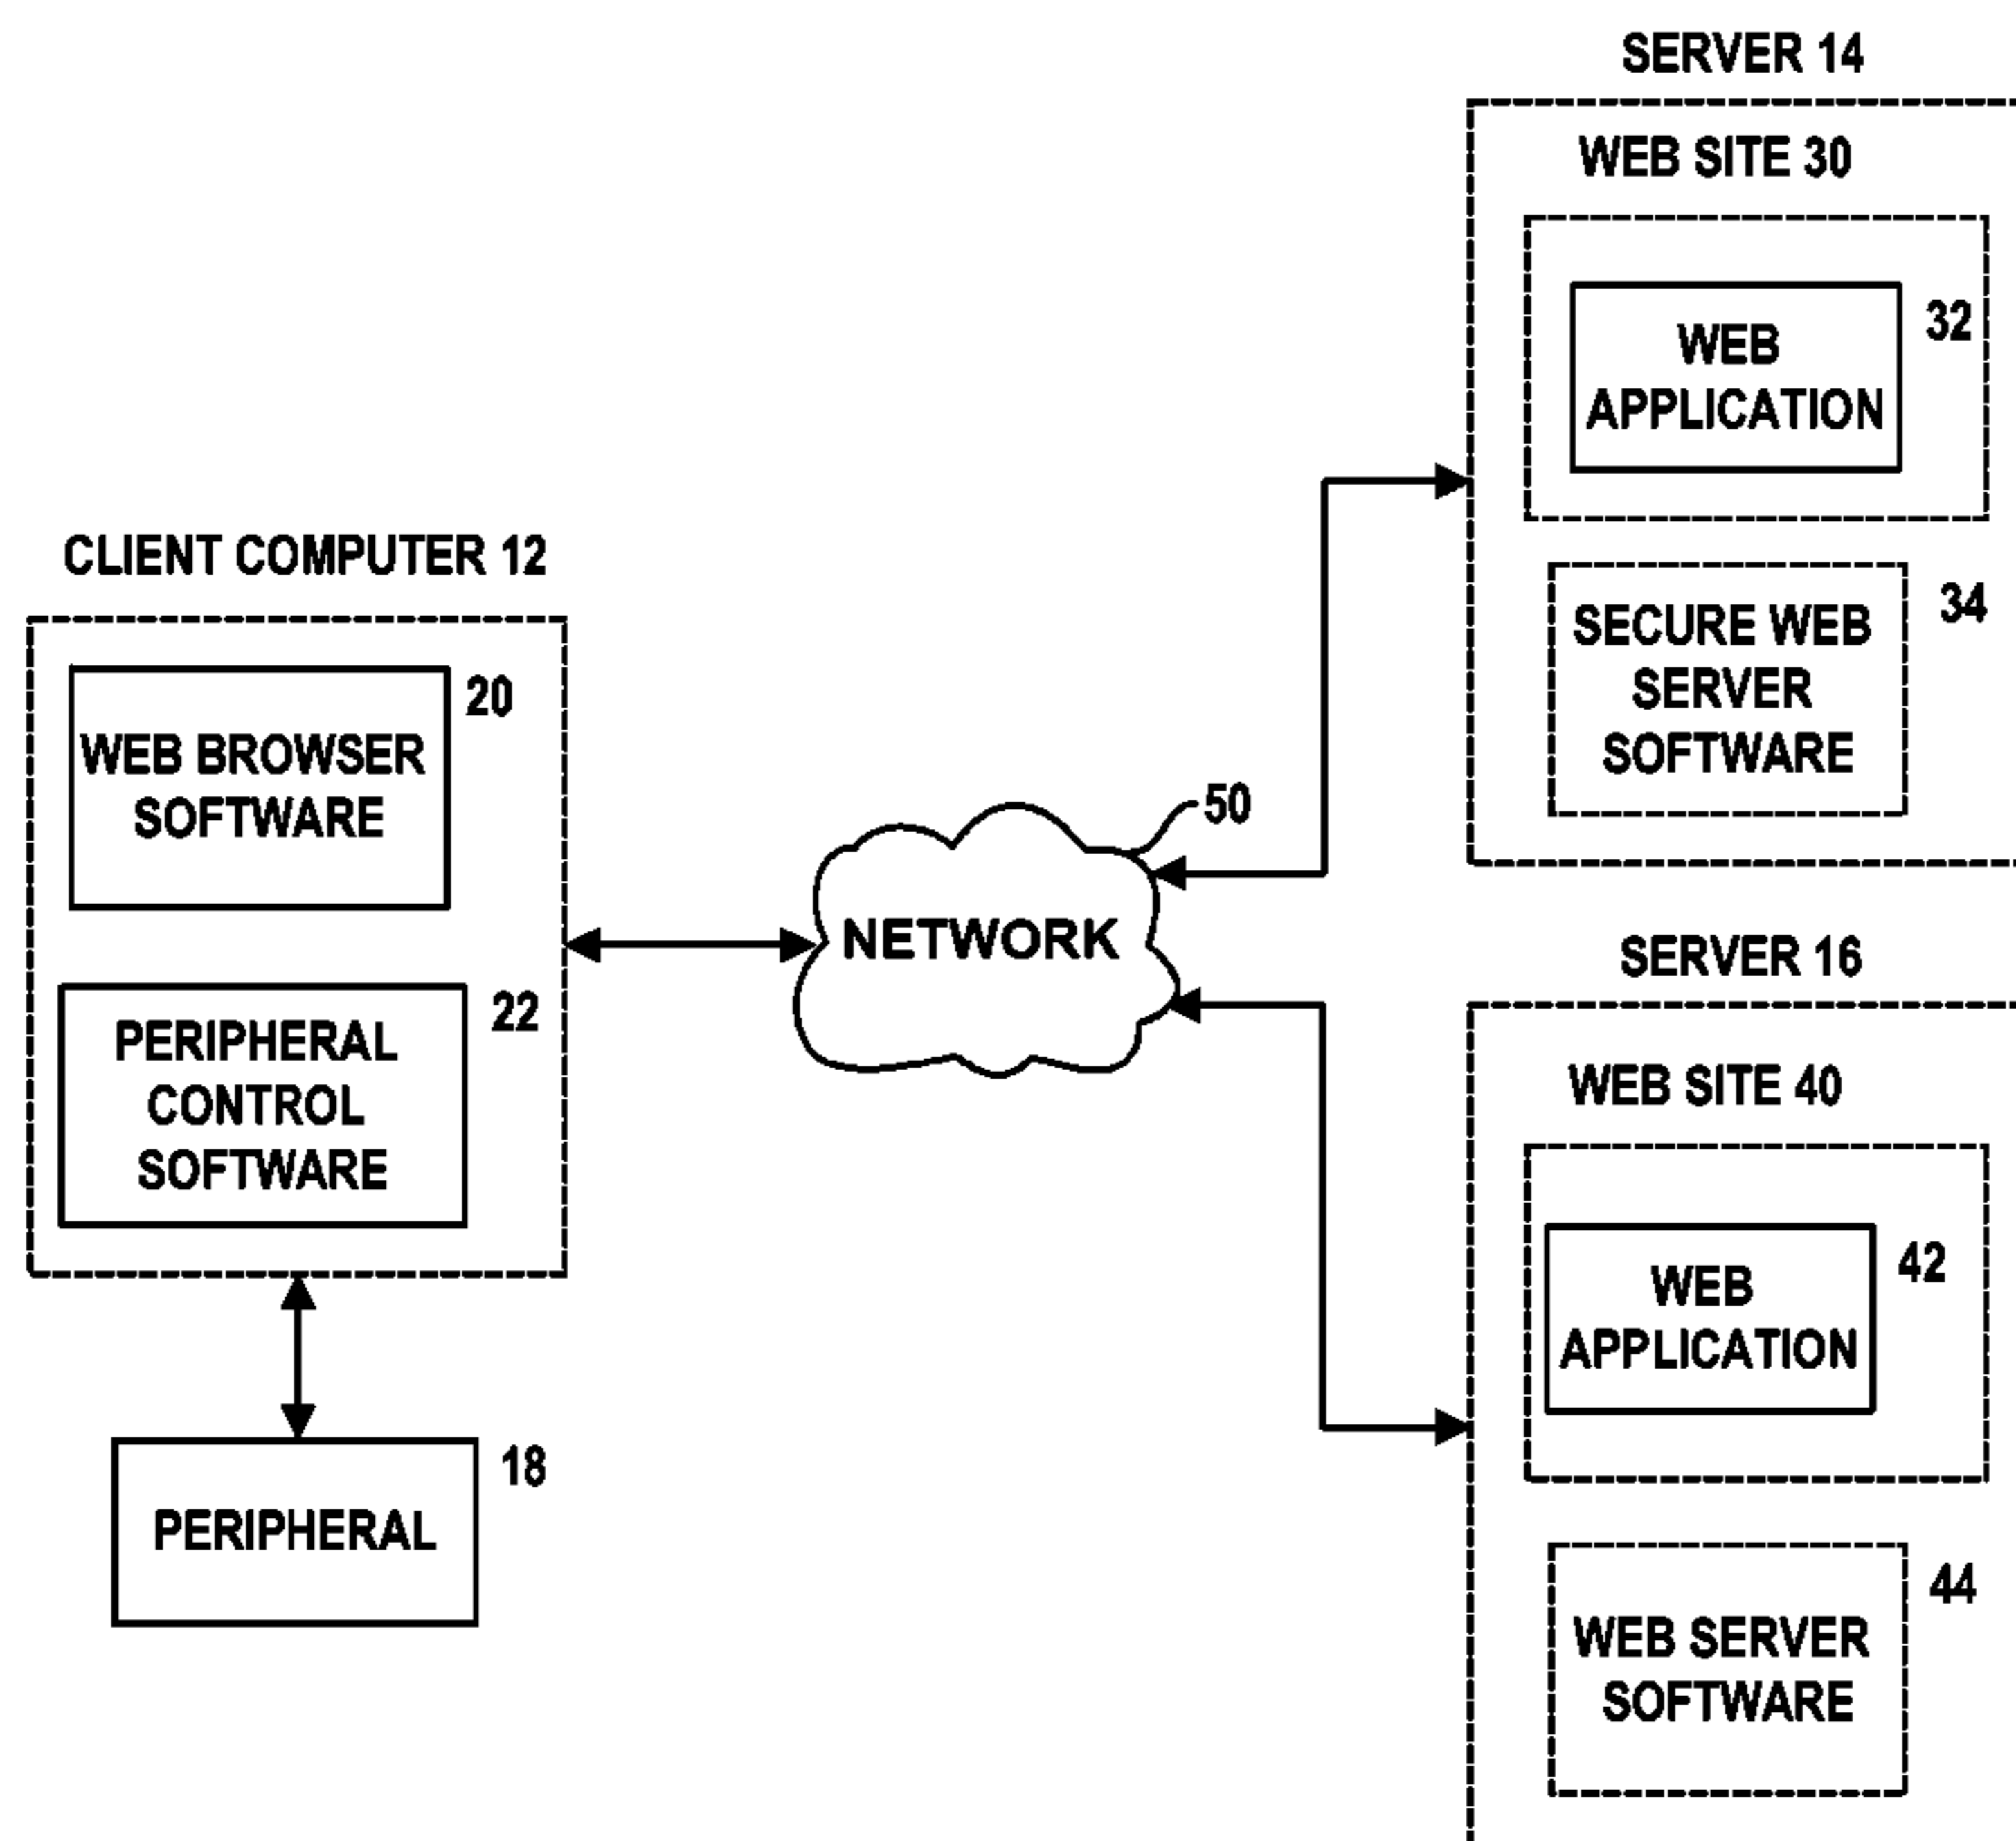 SERVER 14
WEB SITE 30
WEB
APPLICATION
32
SECURE WEB
SERVER
SOFTWARE
34
CLIENT COMPUTER 12
WEB BROWSER
SOFTWARE
20
PERIPHERAL
CONTROL
SOFTWARE
22
PERIPHERAL
18
NETWORK
50
SERVER 16
WEB SITE 40
WEB
APPLICATION
42
WEB SERVER
SOFTWARE
44